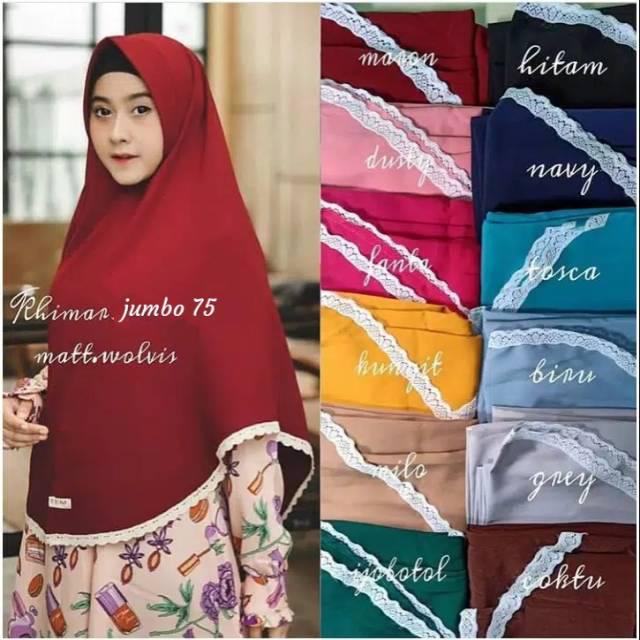 Khimar. jumbo 75
matt.wolvis
maron
hitam
dusty
navy
fanta
tosca
kunyit
biru
milo
grey
ijobotol
coktu